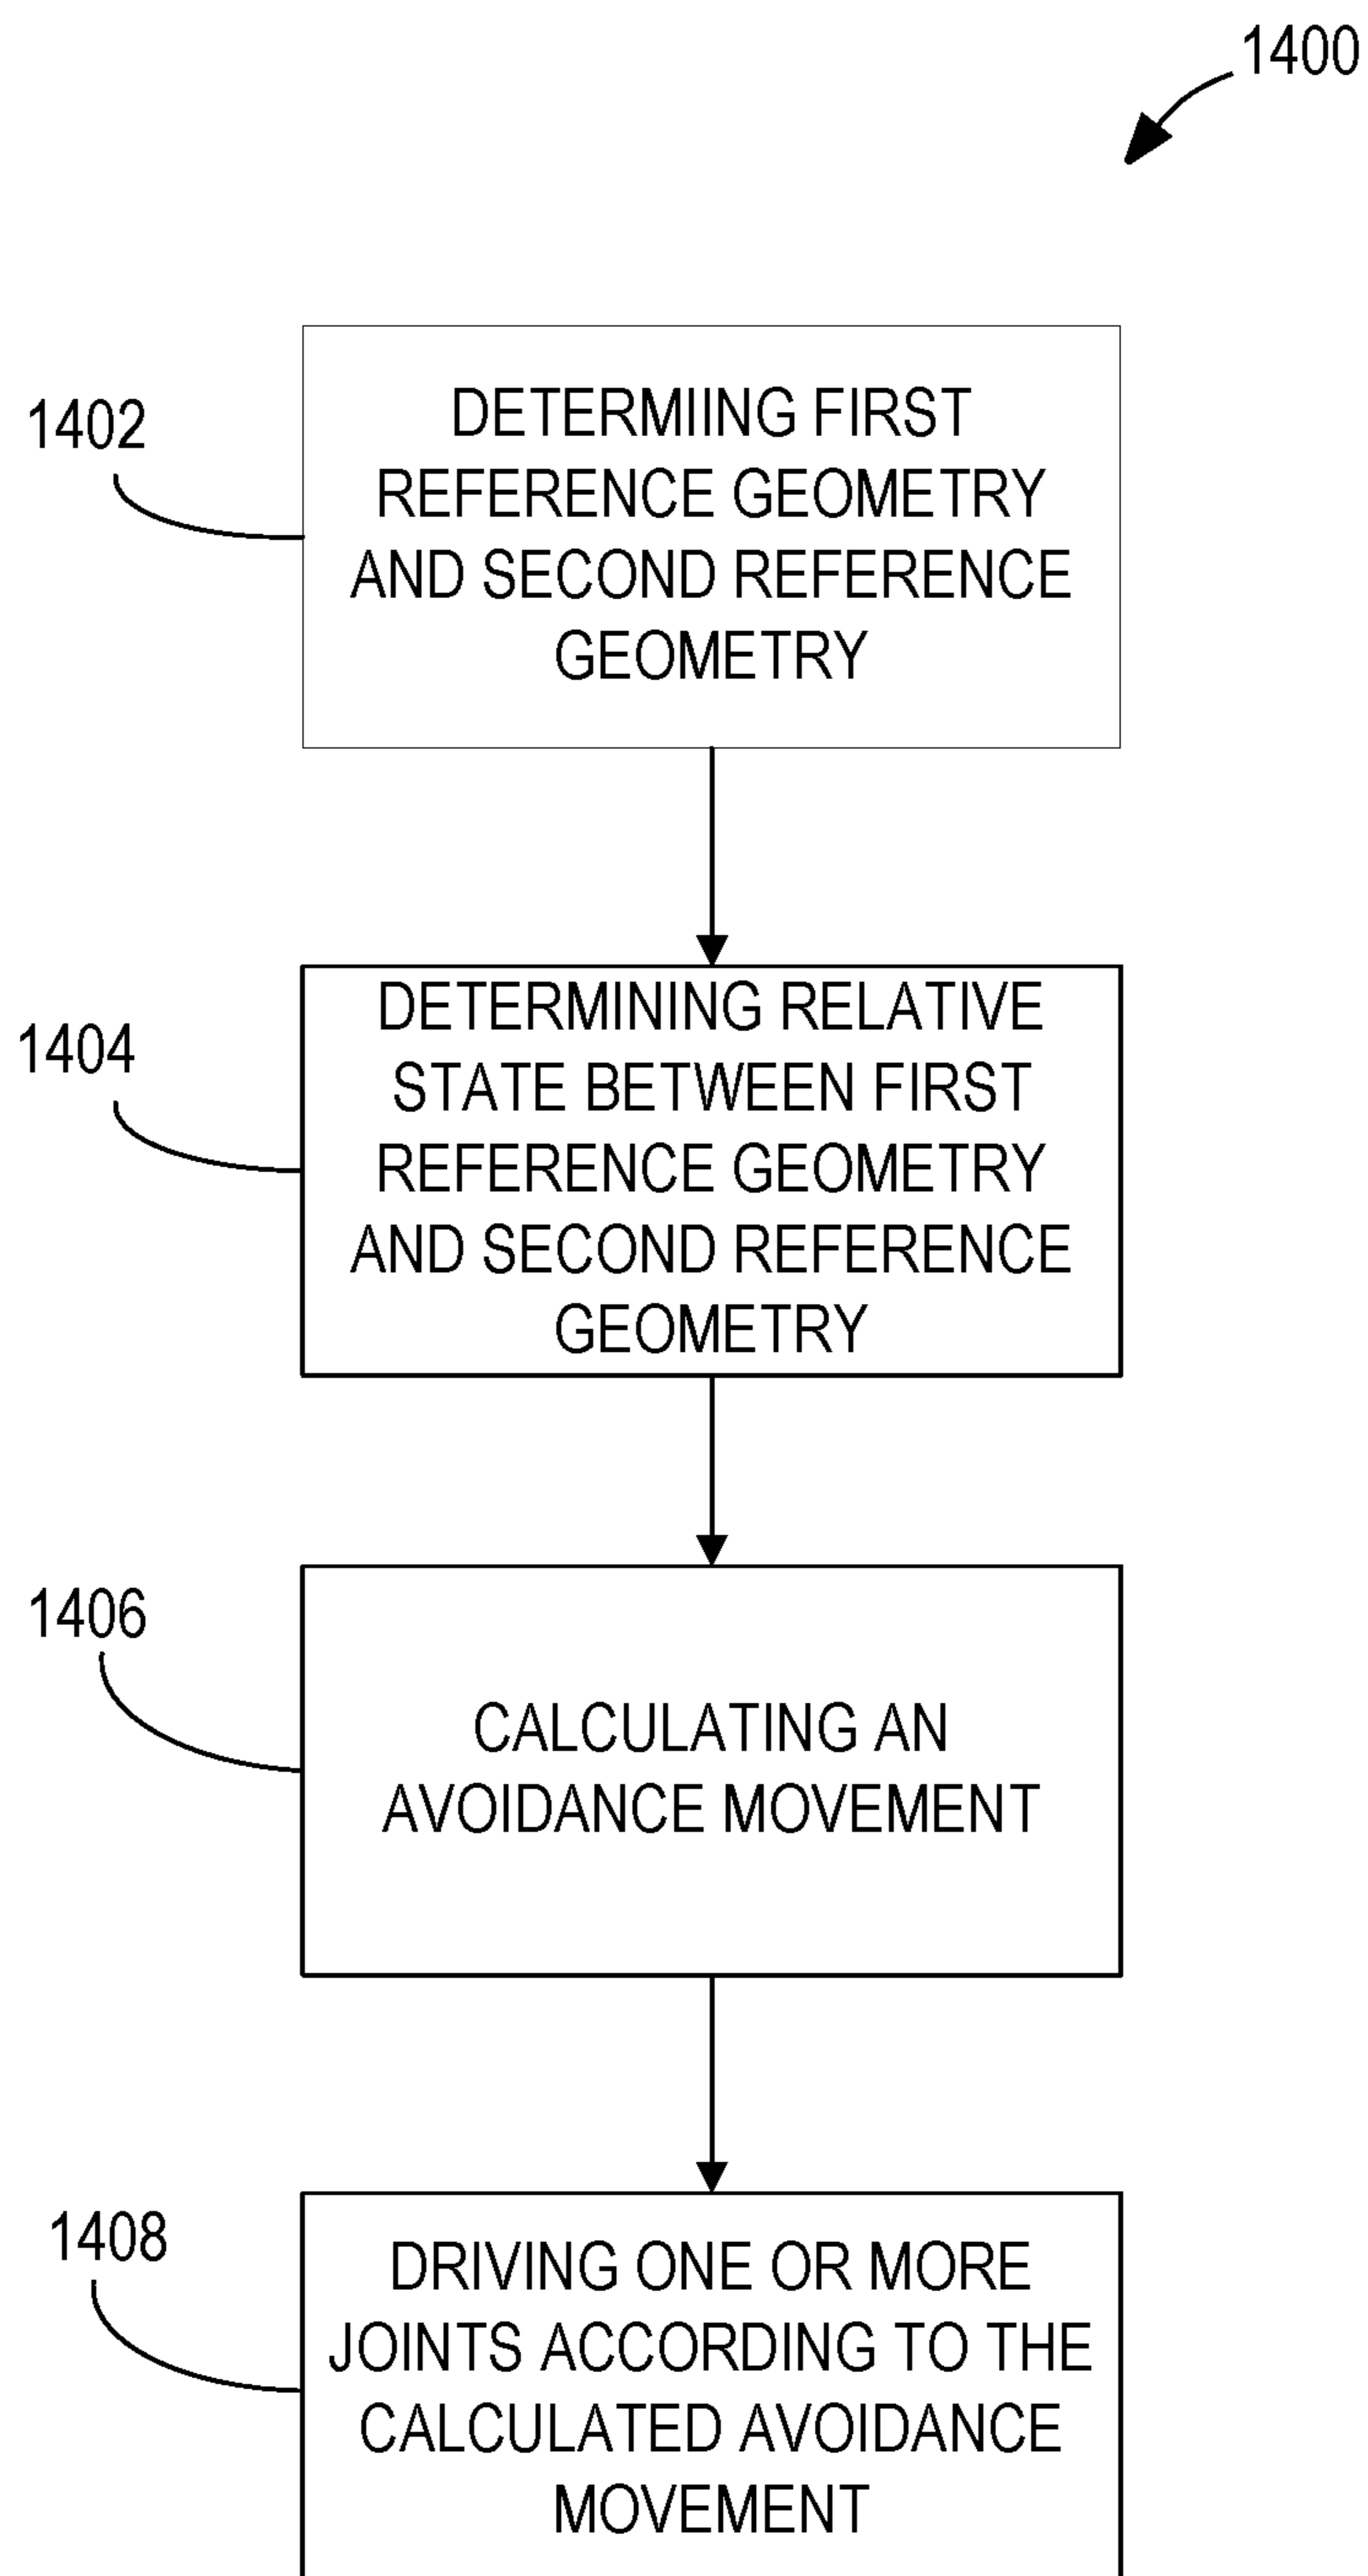 1400
1402
DETERMIING FIRST
REFERENCE GEOMETRY
AND SECOND REFERENCE
GEOMETRY
1404
DETERMINING RELATIVE
STATE BETWEEN FIRST
REFERENCE GEOMETRY
AND SECOND REFERENCE
GEOMETRY
1406
CALCULATING AN
AVOIDANCE MOVEMENT
1408
DRIVING ONE OR MORE
JOINTS ACCORDING TO THE
CALCULATED AVOIDANCE
MOVEMENT